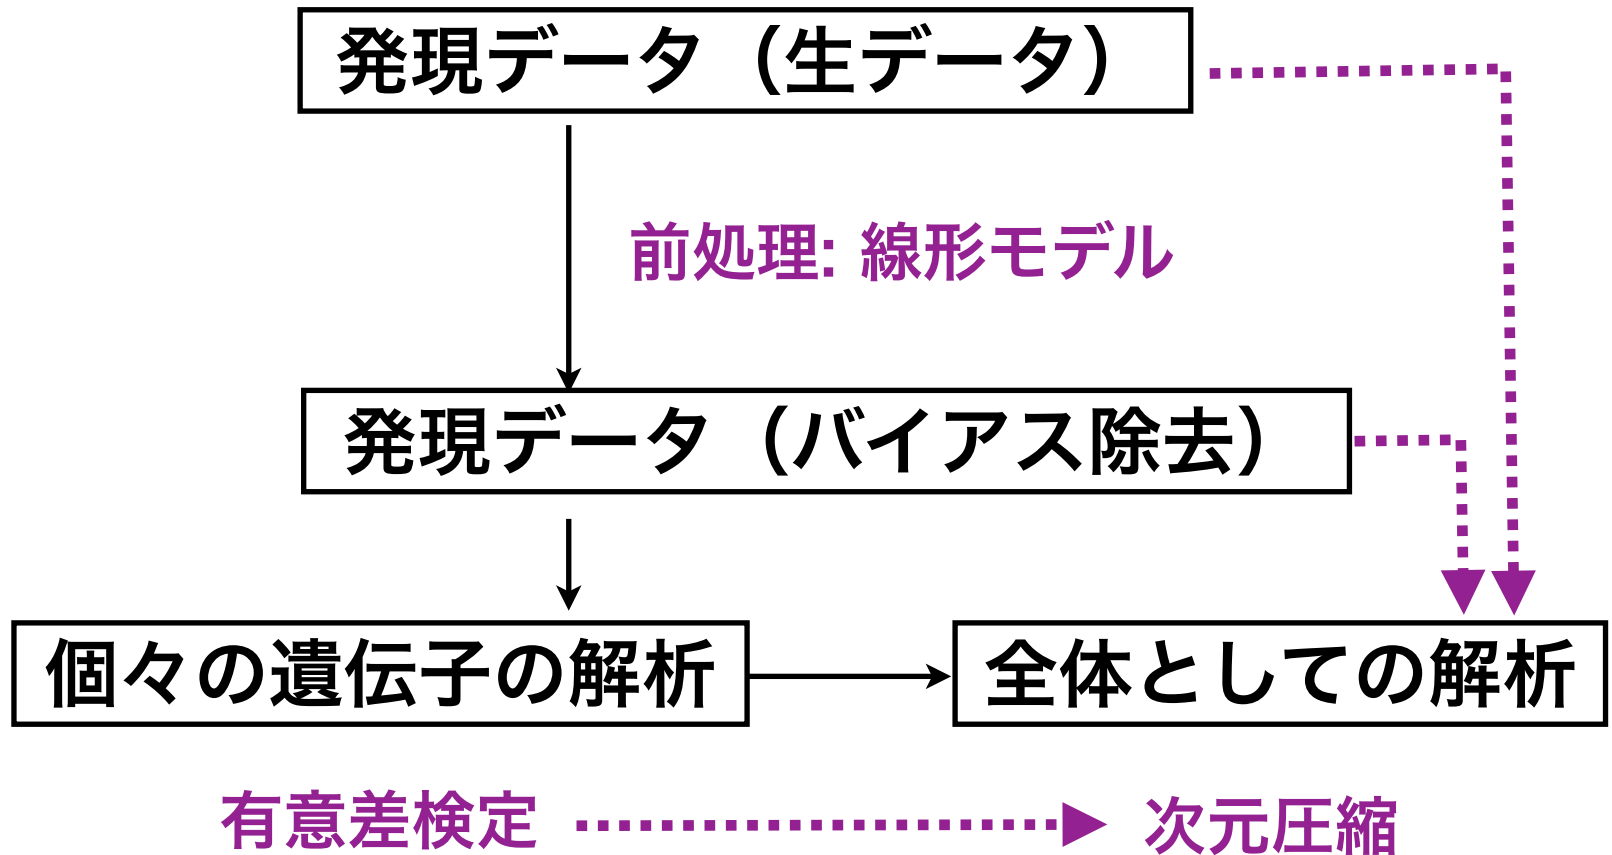 発現データ（生データ）
前処理: 線形モデル
発現データ（バイアス除去）
個々の遺伝子の解析
全体としての解析
有意差検定
次元圧縮